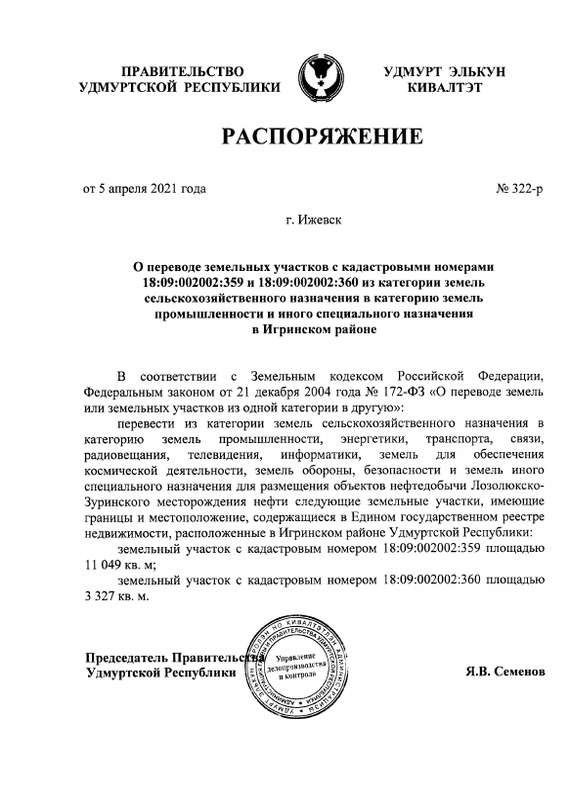 ПРАВИТЕЛЬСТВО
УДМУРТСКОЙ РЕСПУБЛИКИ
УДМУРТ ЭЛЬКУН
КИВАЛТЭТ
РАСПОРЯЖЕНИЕ
от 5 апреля 2021 года
№ 322-р
г. Ижевск
О переводе земельных участков с кадастровыми номерами
18:09:002002:359 и 18:09:002002:360 из категории земель
сельскохозяйственного назначения в категорию земель
промышленности и иного специального назначения
в Игринском районе
В соответствии с Земельным кодексом Российской Федерации,
Федеральным законом от 21 декабря 2004 года № 172-ФЗ «О переводе земель
или земельных участков из одной категории в другую»:
перевести из категории земель сельскохозяйственного назначения в
категорию земель промышленности, энергетики, транспорта, связи,
радиовещания, телевидения, информатики, земель для обеспечения
космической деятельности, земель обороны, безопасности и земель иного
специального назначения для размещения объектов нефтедобычи Лозолюкско-
Зуринского месторождения нефти следующие земельные участки, имеющие
границы и местоположение, содержащиеся в Едином государственном реестре
недвижимости, расположенные в Игринском районе Удмуртской Республики:
земельный участок с кадастровым номером 18:09:002002:359 площадью
11 049 кв. м;
земельный участок с кадастровым номером 18:09:002002:360 площадью
3 327 кв. м.
Председатель Правительства
Удмуртской Республики
Я.В. Семенов
Управление
делопроизводства
и контроля